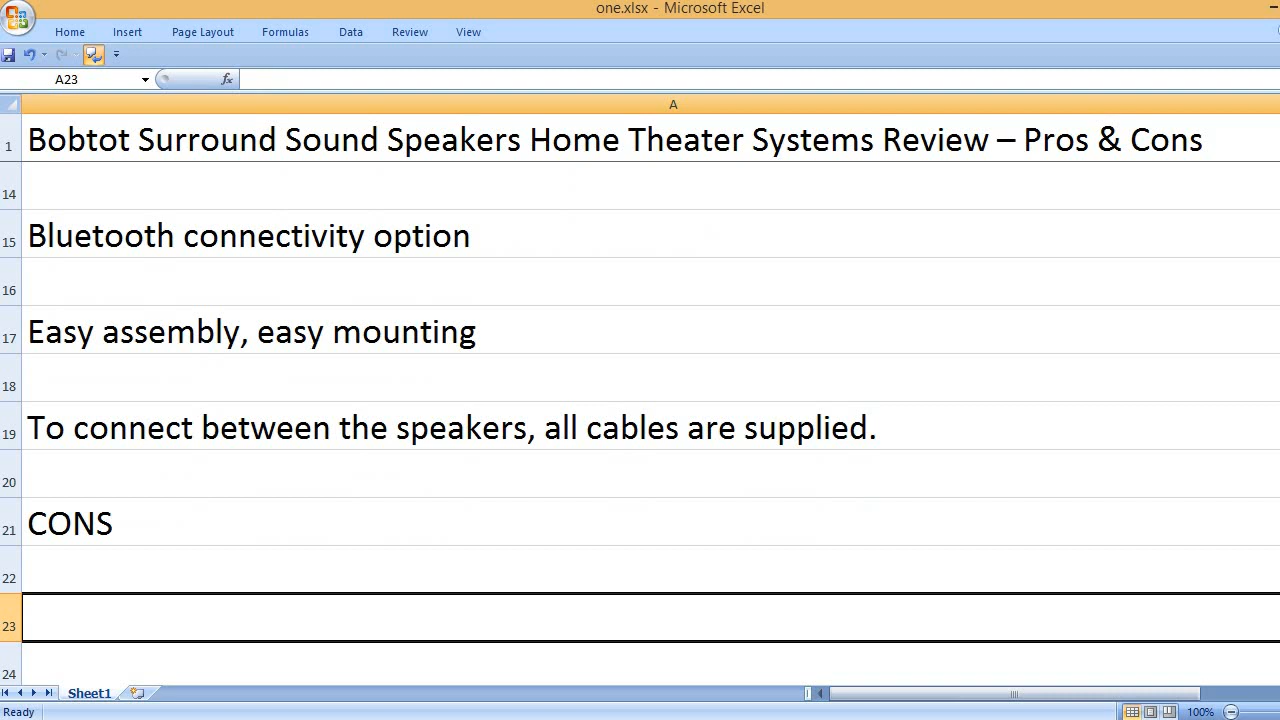 one.xlsx - Microsoft Excel
Home Insert Page Layout Formulas Data Review View
A23 fx
A
1 Bobtot Surround Sound Speakers Home Theater Systems Review – Pros & Cons
14
15 Bluetooth connectivity option
16
17 Easy assembly, easy mounting
18
19 To connect between the speakers, all cables are supplied.
20
21 CONS
22
23
24
Sheet1
Ready 100%